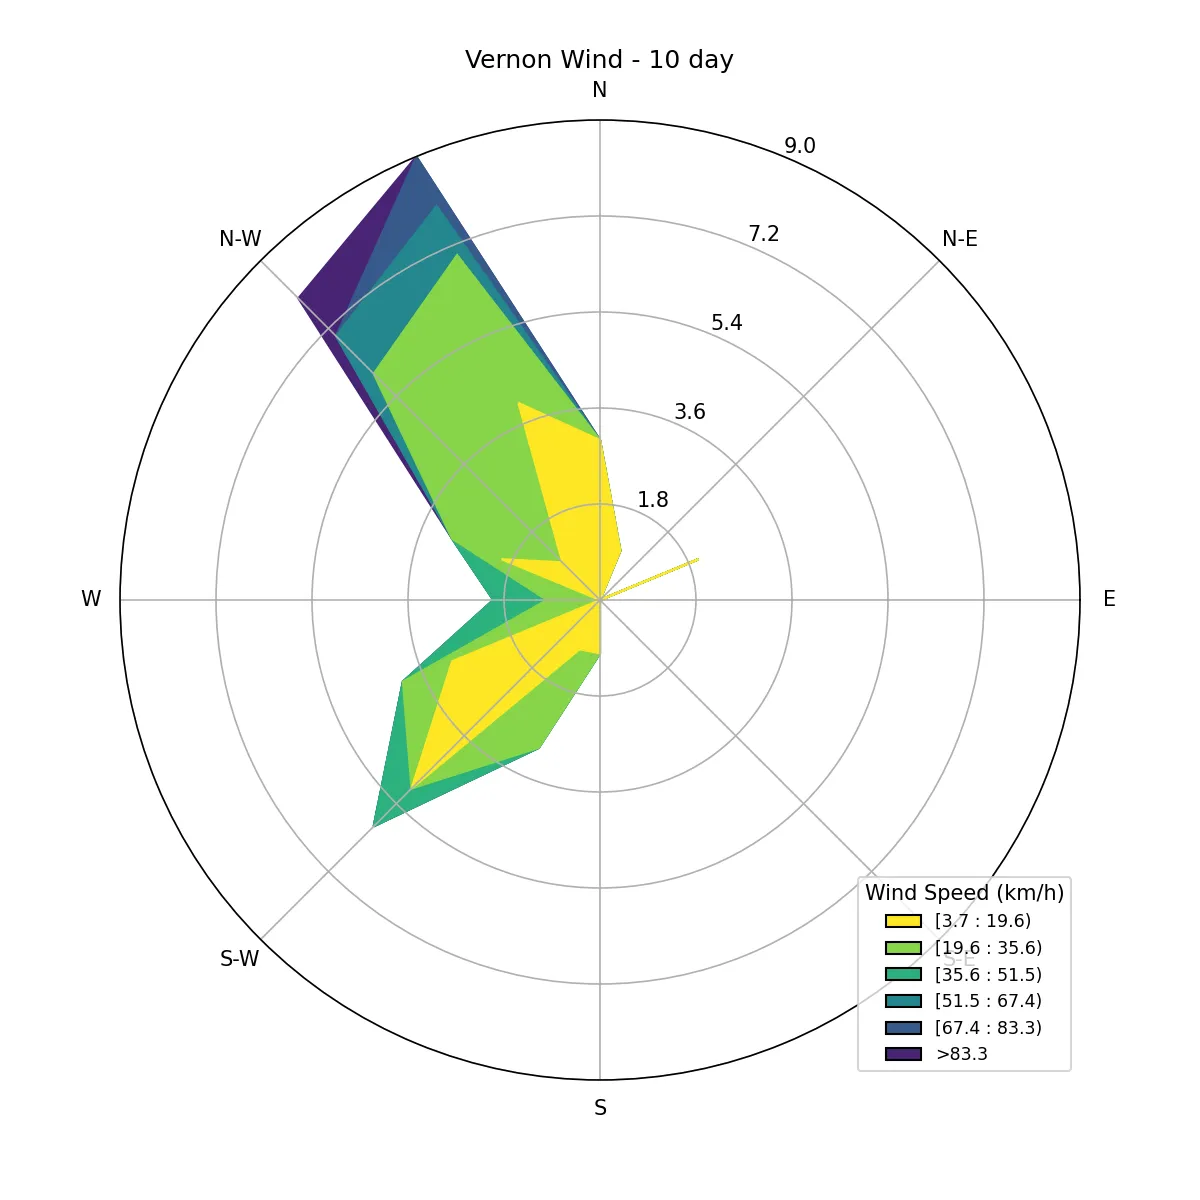 Vernon Wind - 10 day
N
9.0
N-W
N-E
7.2
5.4
3.6
1.8
W
E
S-W
S-E
S
Wind Speed (km/h)
[3.7 : 19.6)
[19.6 : 35.6)
[35.6 : 51.5)
[51.5 : 67.4)
[67.4 : 83.3)
>83.3